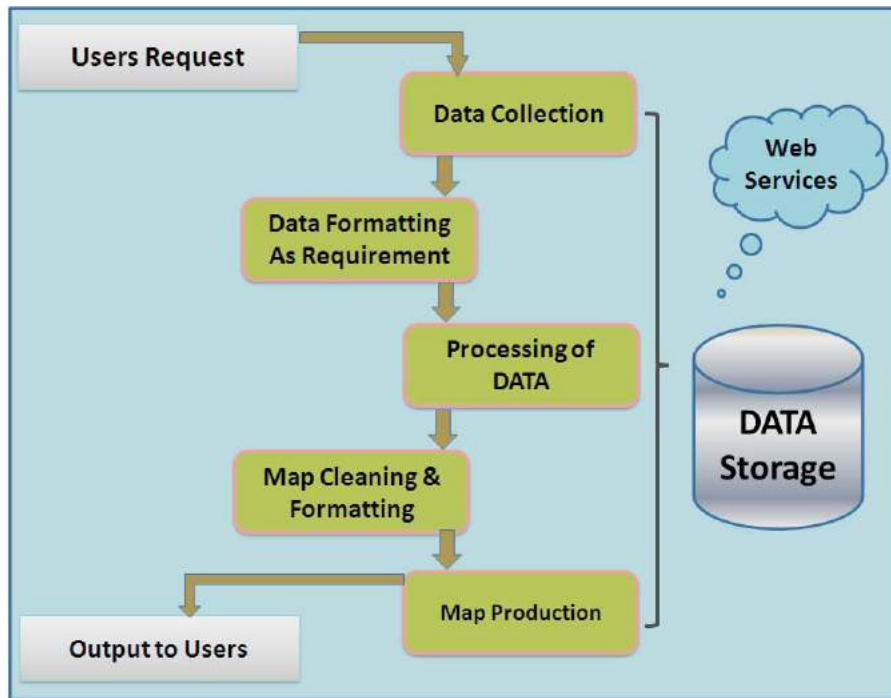 Users Request
Data Collection
Web
Services
Data Formatting
As Requirement
Processing of
DATA
DATA
Storage
Map Cleaning &
Formatting
Map Production
Output to Users